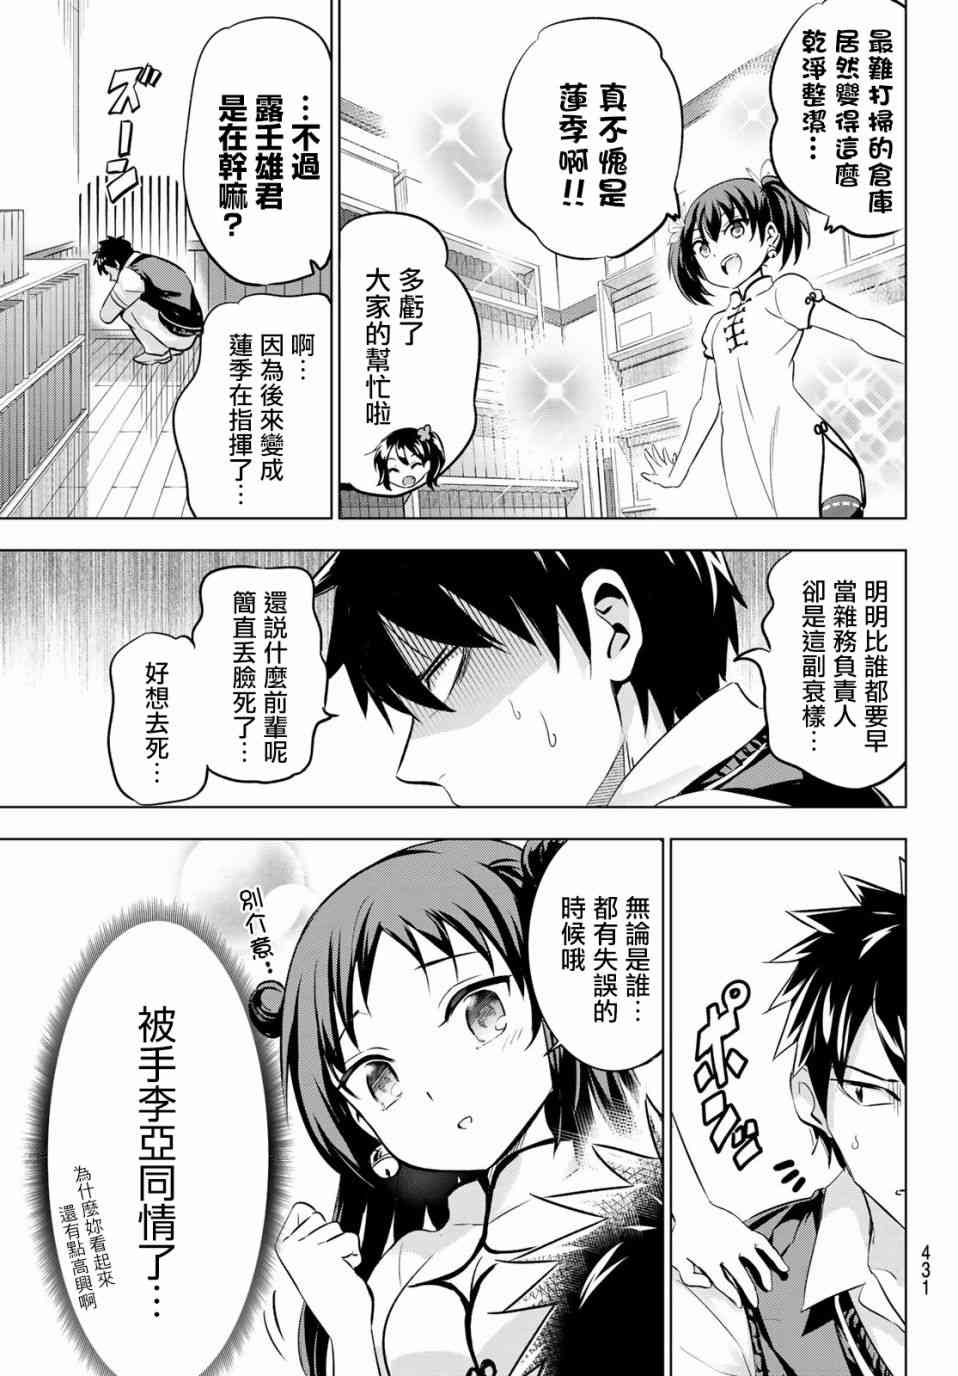 最難打掃的倉庫
居然變得這麼
乾淨整潔…
真不愧是
蓮季啊!!
多虧了
大家的幫忙啦
…不過
露壬雄君
是在幹嘛?
ズーン
啊…
因為後來變成
蓮季在指揮了…
明明比誰都要早
當雜務負責人
卻是這副衰樣…
還説什麼前輩呢
簡直丟臉死了…
好想去死…
ポンッ
無論是誰…
都有失誤的
時候哦
別介意…
被手李亞同情了…
為什麼妳看起來
還有點高興啊
431